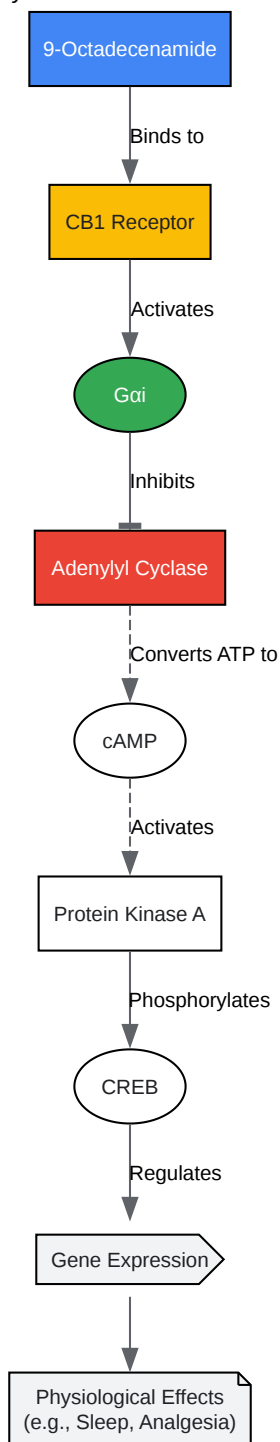 y
9-Octadecenamide
Binds to
CB1 Receptor
Activates
Gαi
Inhibits
Adenylyl Cyclase
Converts ATP to
cAMP
Activates
Protein Kinase A
Phosphorylates
CREB
Regulates
Gene Expression
Physiological Effects
(e.g., Sleep, Analgesia)